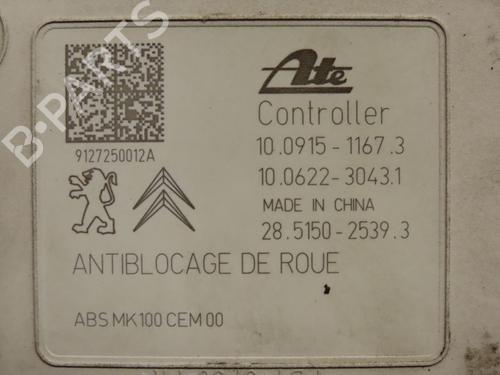 Ate
Controller
9127250012A
10.0915-1167.3
10.0622-3043.1
MADE IN CHINA
28.5150-2539.3
ANTIBLOCAGE DE ROUE
ABS MK100 CEM 00
B-PARTS